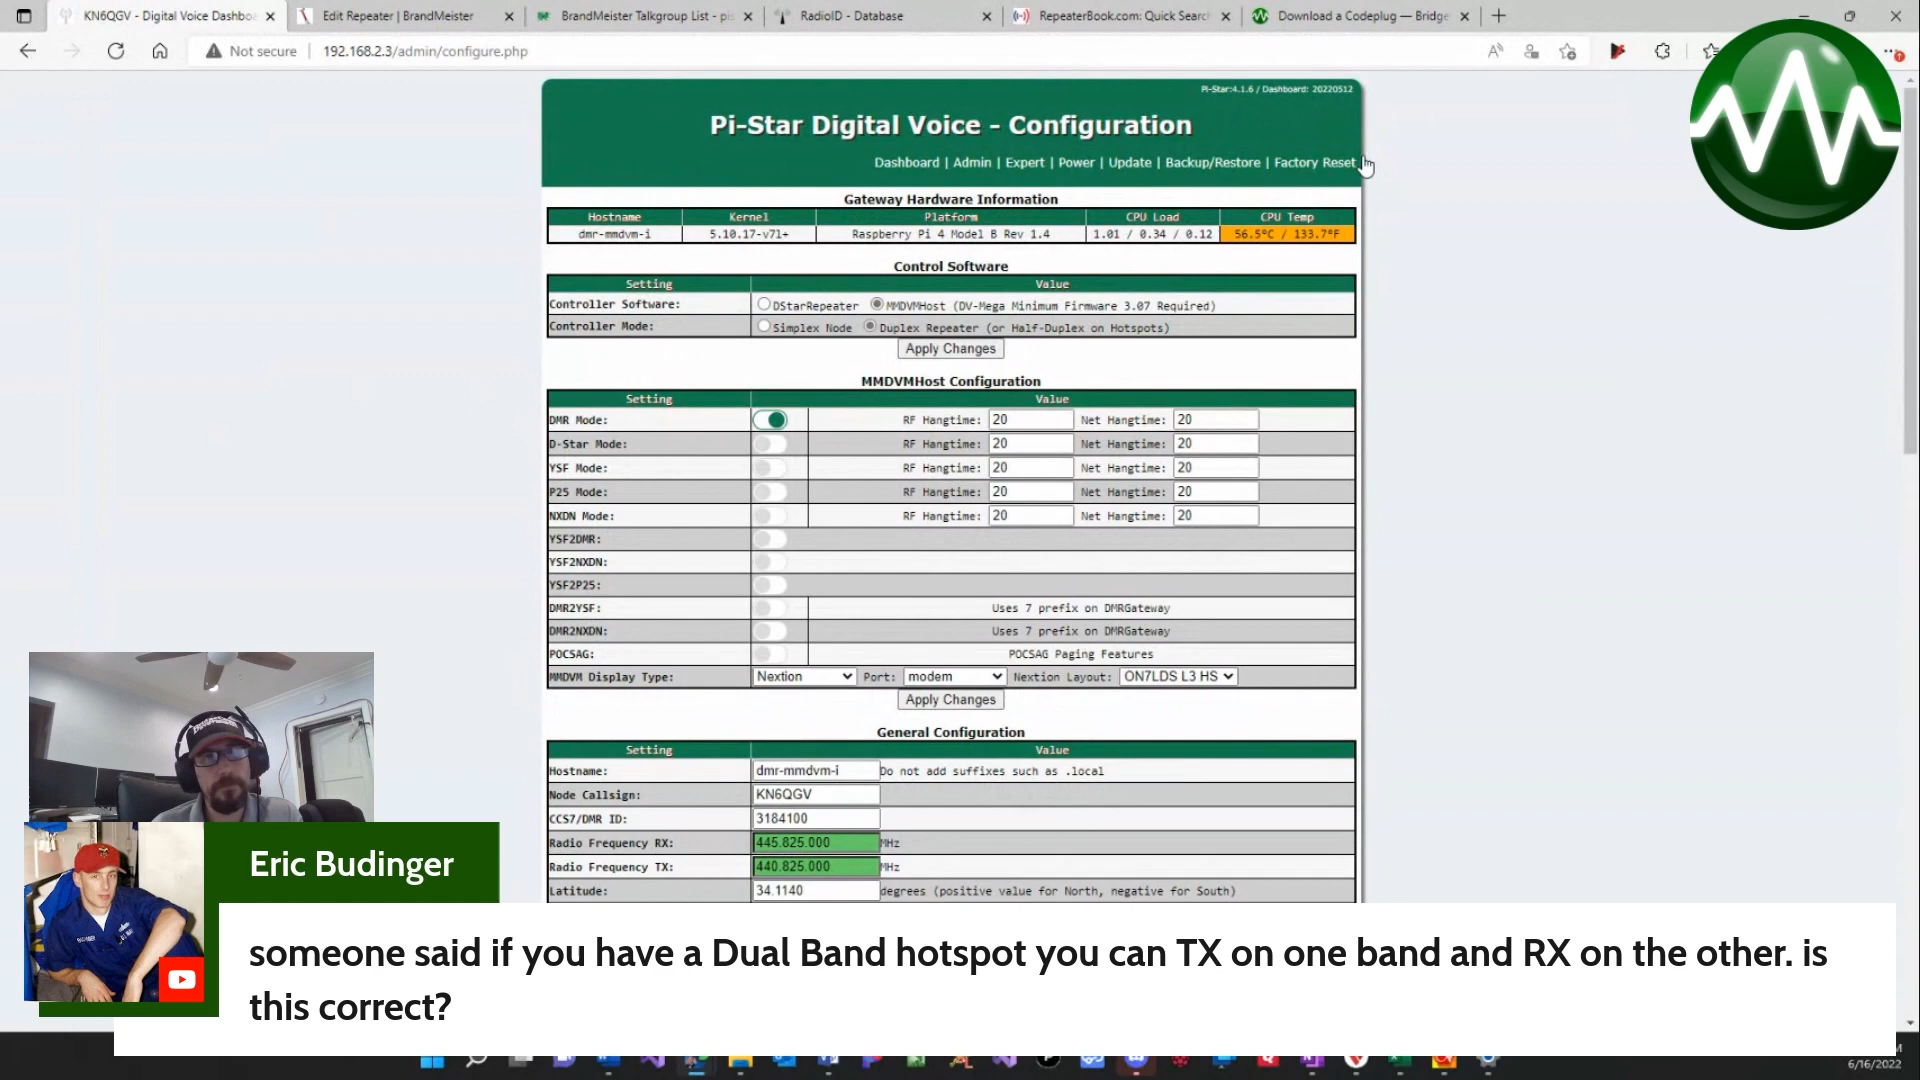 KN6QGV - Digital Voice Dashbo
Edit Repeater | BrandMeister
BrandMeister Talkgroup List - pis
RadioID - Database
RepeaterBook.com: Quick Searc
Download a Codeplug — Bridge
Not secure
192.168.2.3/admin/configure.php
Pi-Star:4.1.6 / Dashboard: 20220512
Pi-Star Digital Voice - Configuration
Dashboard | Admin | Expert | Power | Update | Backup/Restore | Factory Reset
Gateway Hardware Information
Hostname Kernel Platform CPU Load CPU Temp
dmr-mmdvm-i 5.10.17-v7l+ Raspberry Pi 4 Model B Rev 1.4 1.01 / 0.34 / 0.12 56.5°C / 133.7°F
Control Software
Setting Value
Controller Software: DStarRepeater MMDVMHost (DV-Mega Minimum Firmware 3.07 Required)
Controller Mode: Simplex Node Duplex Repeater (or Half-Duplex on Hotspots)
Apply Changes
MMDVMHost Configuration
Setting Value
DMR Mode: RF Hangtime: 20 Net Hangtime: 20
D-Star Mode: RF Hangtime: 20 Net Hangtime: 20
YSF Mode: RF Hangtime: 20 Net Hangtime: 20
P25 Mode: RF Hangtime: 20 Net Hangtime: 20
NXDN Mode: RF Hangtime: 20 Net Hangtime: 20
YSF2DMR:
YSF2NXDN:
YSF2P25:
DMR2YSF: Uses 7 prefix on DMRGateway
DMR2NXDN: Uses 7 prefix on DMRGateway
POCSAG: POCSAG Paging Features
MMDVM Display Type: Nextion Port: modem Nextion Layout: ON7LDS L3 HS
Apply Changes
General Configuration
Setting Value
Hostname: dmr-mmdvm-i Do not add suffixes such as .local
Node Callsign: KN6QGV
CCS7/DMR ID: 3184100
Radio Frequency RX: 445.825.000 MHz
Radio Frequency TX: 440.825.000 MHz
Latitude: 34.1140 degrees (positive value for North, negative for South)
Eric Budinger
someone said if you have a Dual Band hotspot you can TX on one band and RX on the other. is
this correct?
6/16/2022